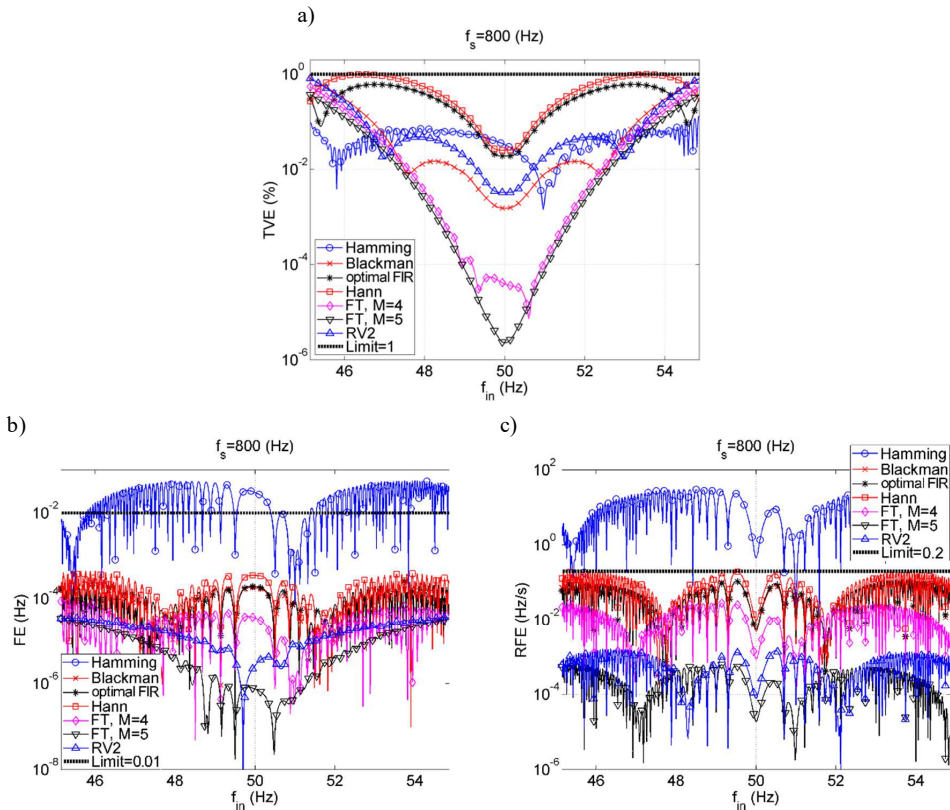 a)
f_s=800 (Hz)
10^0
10^-2
10^-4
10^-6
TVE (%)
Hamming
Blackman
optimal FIR
Hann
FT, M=4
FT, M=5
RV2
Limit=1
46 48 50 52 54
f_in (Hz)
b)
f_s=800 (Hz)
10^-2
10^-4
10^-6
10^-8
FE (Hz)
Hamming
Blackman
optimal FIR
Hann
FT, M=4
FT, M=5
RV2
Limit=0.01
46 48 50 52 54
f_in (Hz)
c)
f_s=800 (Hz)
10^2
10^0
10^-2
10^-4
10^-6
RFE (Hz/s)
Hamming
Blackman
optimal FIR
Hann
FT, M=4
FT, M=5
RV2
Limit=0.2
46 48 50 52 54
f_in (Hz)